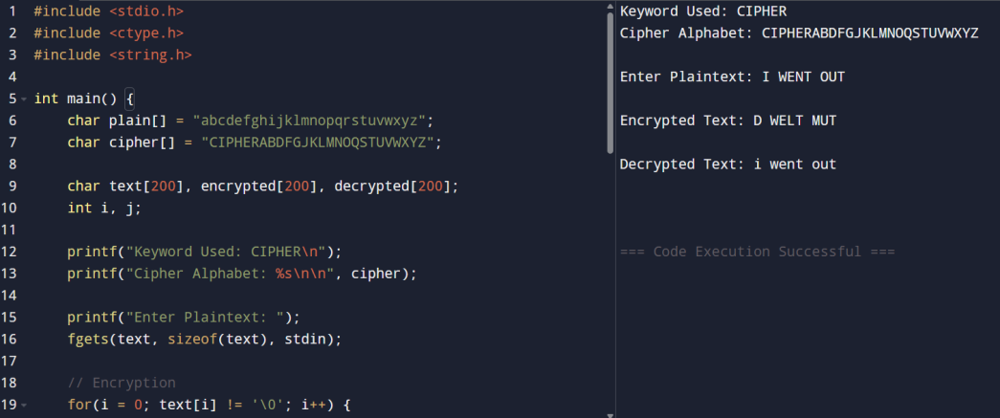 1 #include <stdio.h>
2 #include <ctype.h>
3 #include <string.h>
4
5 int main() {
6     char plain[] = "abcdefghijklmnopqrstuvwxyz";
7     char cipher[] = "CIPHERABDFGJKLMNOQSTUVWXYZ";
8
9     char text[200], encrypted[200], decrypted[200];
10     int i, j;
11
12     printf("Keyword Used: CIPHER\n");
13     printf("Cipher Alphabet: %s\n\n", cipher);
14
15     printf("Enter Plaintext: ");
16     fgets(text, sizeof(text), stdin);
17
18     // Encryption
19     for(i = 0; text[i] != '\0'; i++) {
Keyword Used: CIPHER
Cipher Alphabet: CIPHERABDFGJKLMNOQSTUVWXYZ
Enter Plaintext: I WENT OUT
Encrypted Text: D WELT MUT
Decrypted Text: i went out
=== Code Execution Successful ===